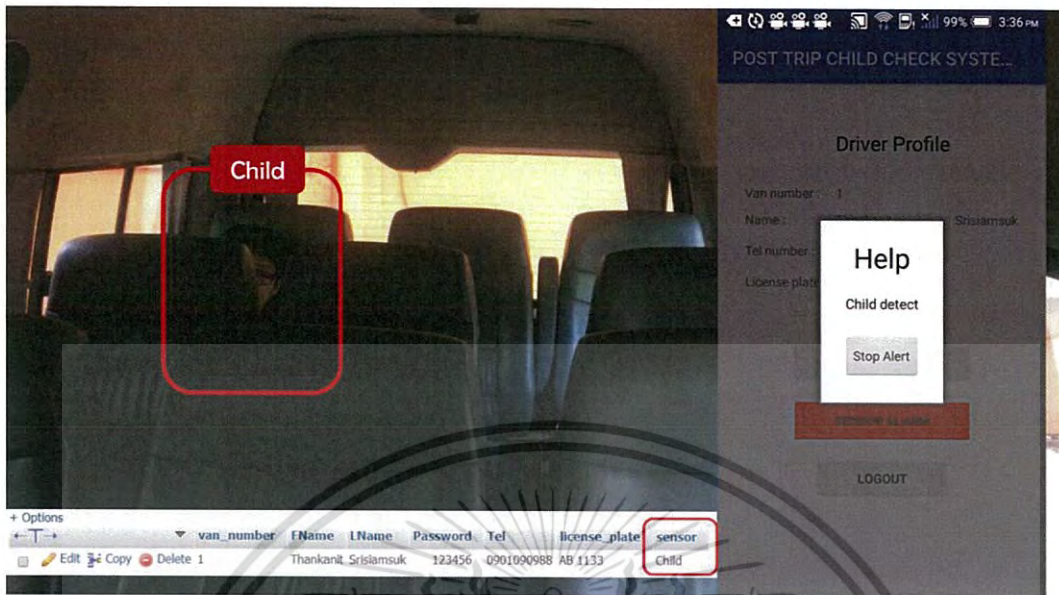 Child
99% 3:36 PM
POST TRIP CHILD CHECK SYSTE...
Driver Profile
Van number : 1
Name : Srisiamsuk
Tel number :
License plate
Help
Child detect
Stop Alert
LOGOUT
+ Options
van_number FName LName Password Tel license_plate sensor
Edit Copy Delete 1 Thankanit Srisiamsuk 123456 0901090988 AB 1133 Child